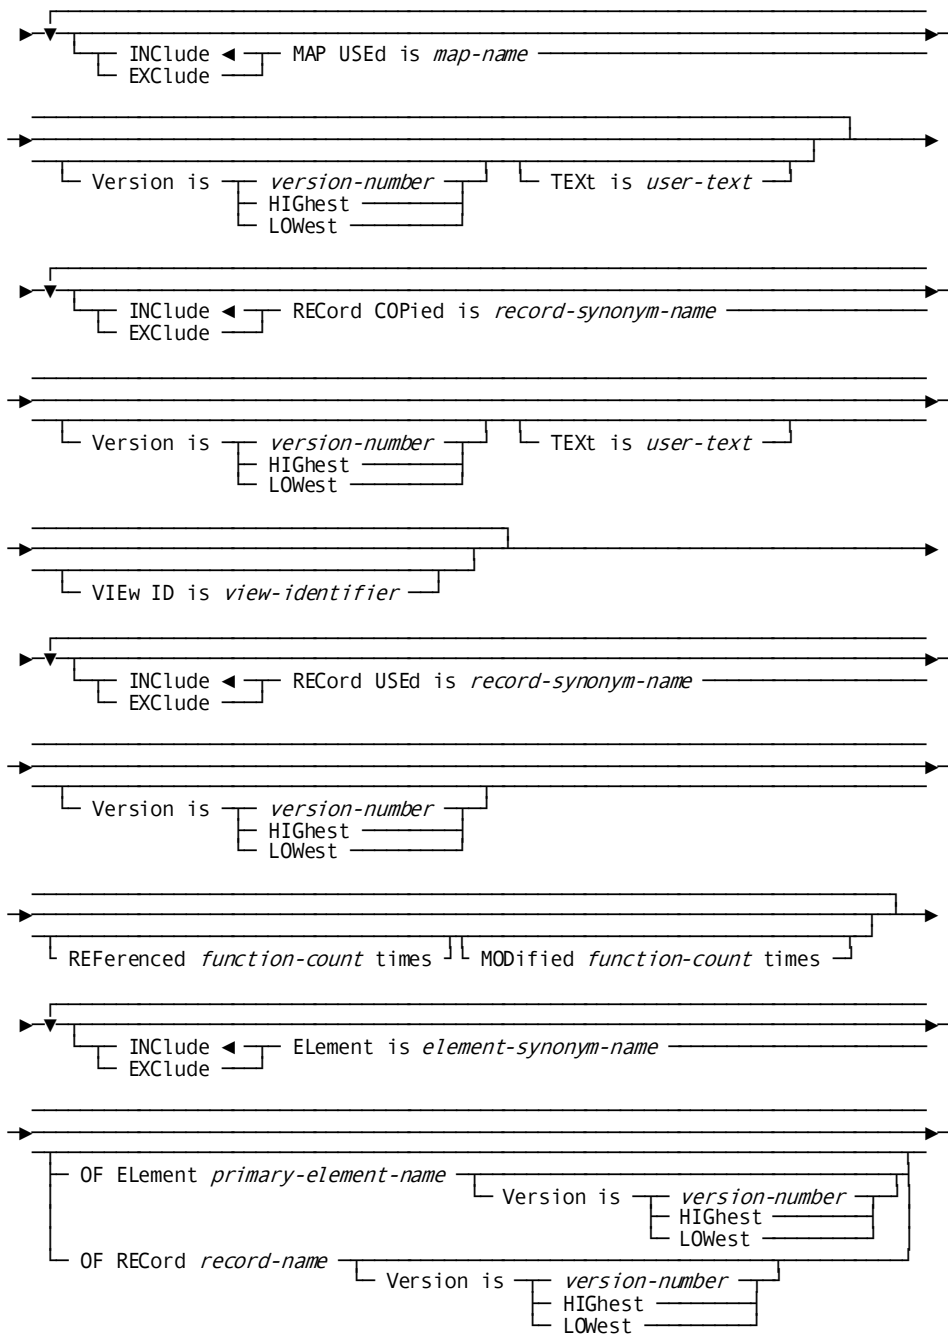 INClude ◄ MAP USEd is map-name
EXClude
Version is version-number TEXt is user-text
HIGhest
LOWest
INClude ◄ RECord COPied is record-synonym-name
EXClude
Version is version-number TEXt is user-text
HIGhest
LOWest
VIEw ID is view-identifier
INClude ◄ RECord USEd is record-synonym-name
EXClude
Version is version-number
HIGhest
LOWest
REFerenced function-count times MODified function-count times
INClude ◄ ELement is element-synonym-name
EXClude
OF ELement primary-element-name
Version is version-number
HIGhest
LOWest
OF RECord record-name
Version is version-number
HIGhest
LOWest